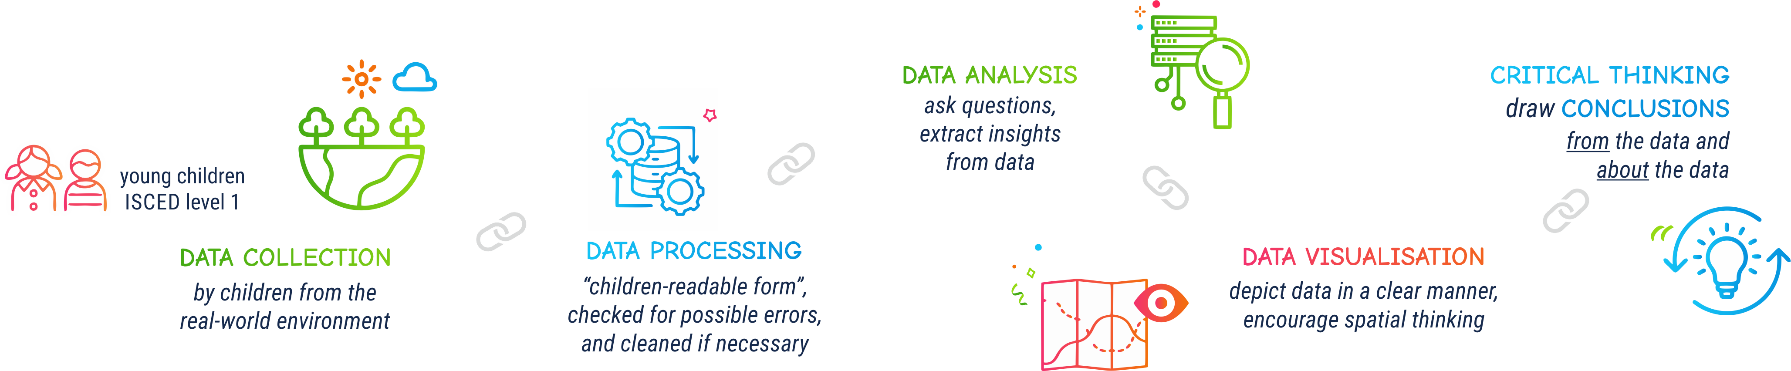 young children
ISCED level 1
DATA COLLECTION
by children from the
real-world environment
DATA PROCESSING
“children-readable form”,
checked for possible errors,
and cleaned if necessary
DATA ANALYSIS
ask questions,
extract insights
from data
DATA VISUALISATION
depict data in a clear manner,
encourage spatial thinking
CRITICAL THINKING
draw CONCLUSIONS
from the data and
about the data